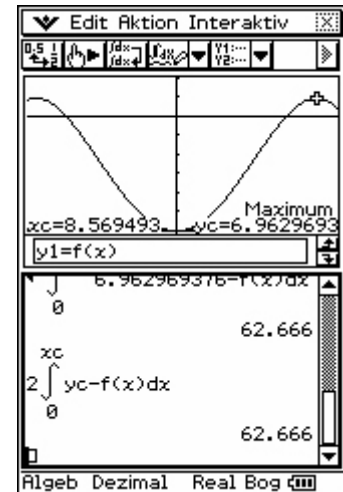 Edit Aktion Interaktiv
Maximum
xc=8.569493 yc=6.9629693
y1=f(x)
∫ 6.962969376-f(x)dx
0
62.666
xc
2∫ yc-f(x)dx
0
62.666
Algeb Dezimal Real Bog